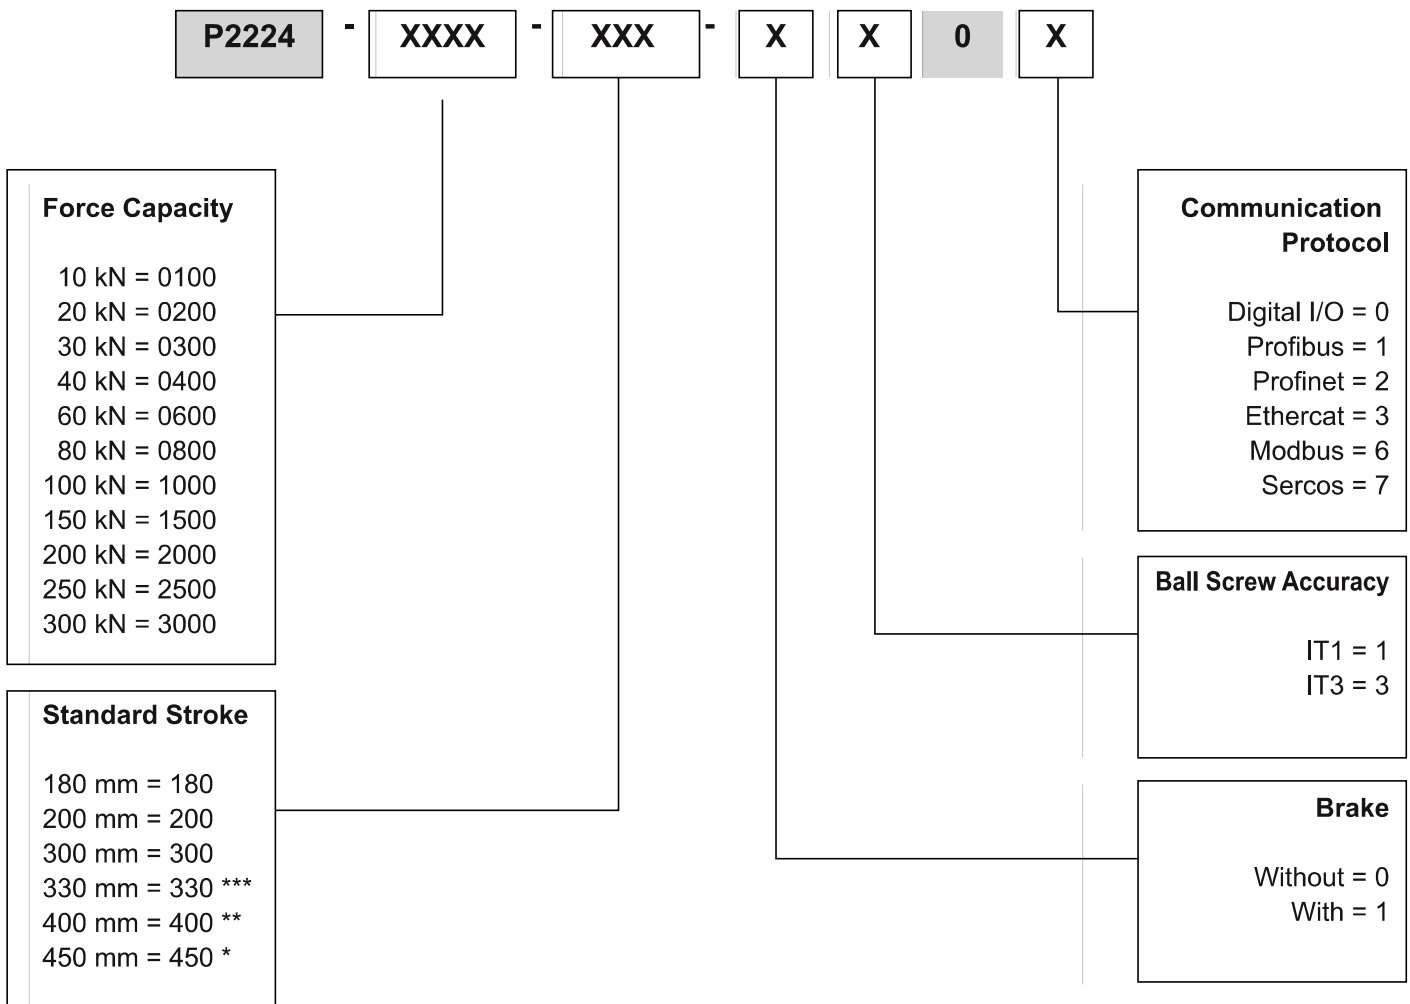 P2224 - XXXX - XXX - X X 0 X
Force Capacity
10 kN = 0100
20 kN = 0200
30 kN = 0300
40 kN = 0400
60 kN = 0600
80 kN = 0800
100 kN = 1000
150 kN = 1500
200 kN = 2000
250 kN = 2500
300 kN = 3000
Standard Stroke
180 mm = 180
200 mm = 200
300 mm = 300
330 mm = 330 ***
400 mm = 400 **
450 mm = 450 *
Communication
Protocol
Digital I/O = 0
Profibus = 1
Profinet = 2
Ethercat = 3
Modbus = 6
Sercos = 7
Ball Screw Accuracy
IT1 = 1
IT3 = 3
Brake
Without = 0
With = 1